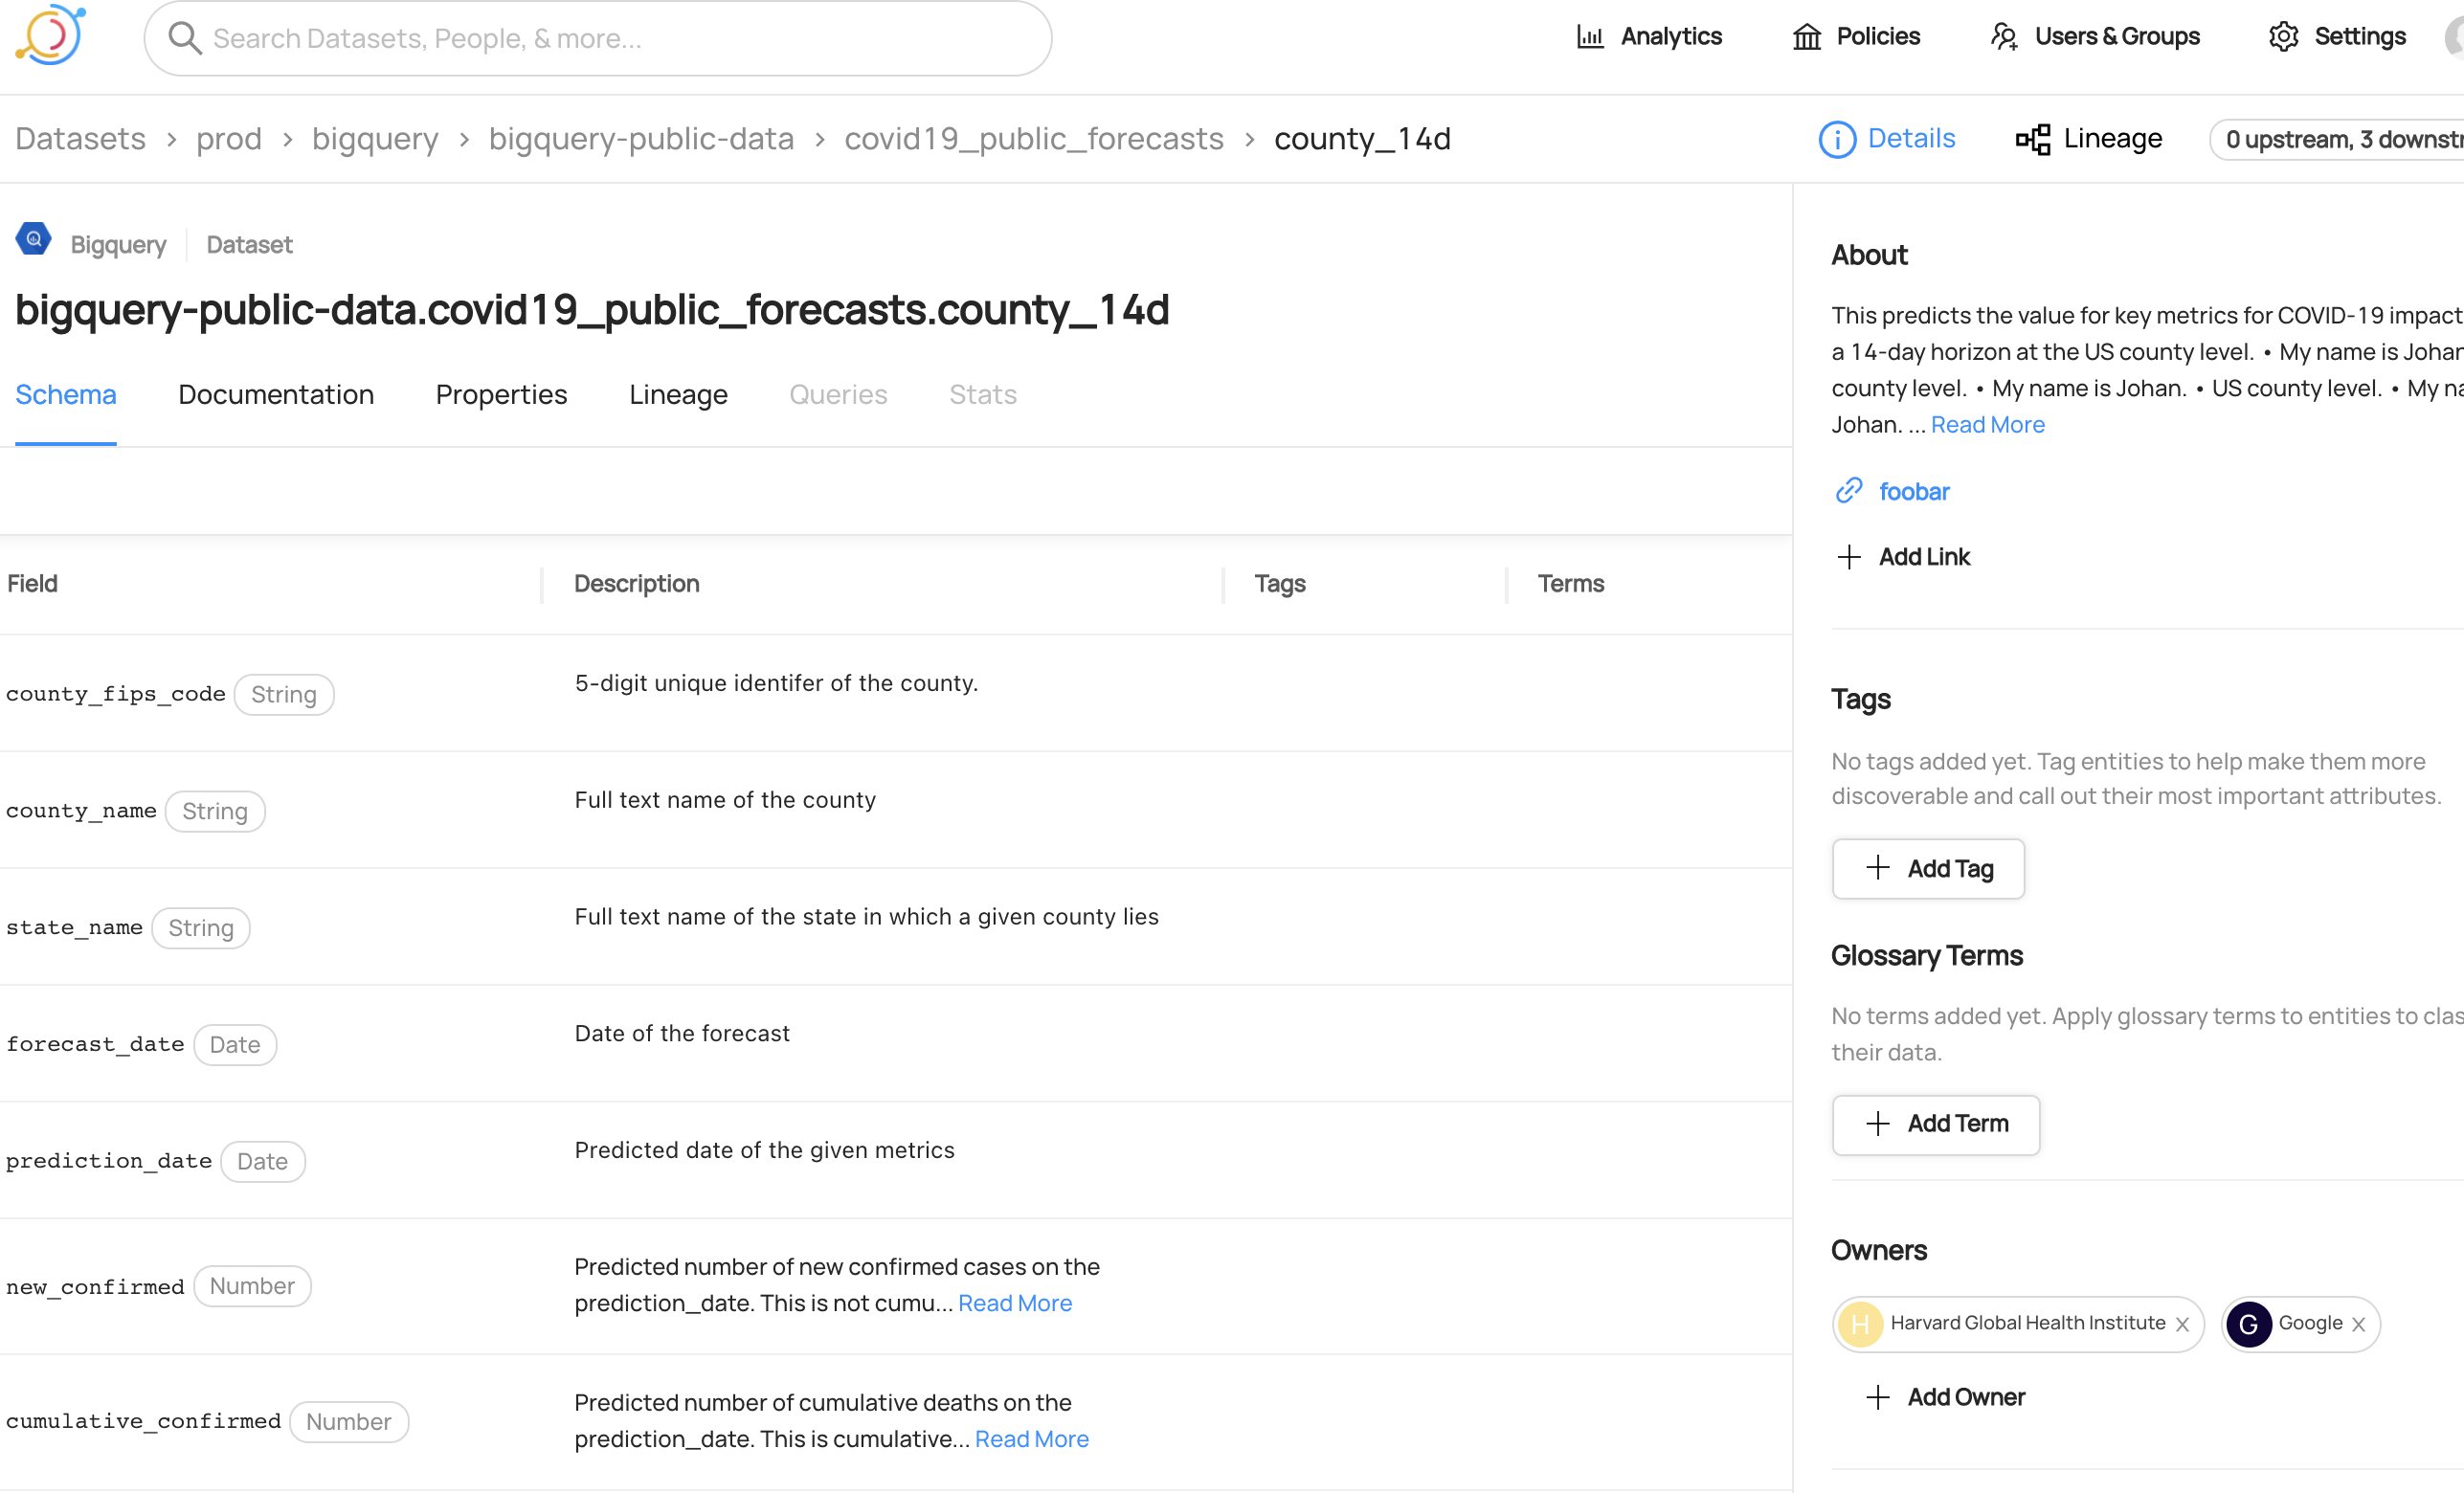 Search Datasets, People, & more...
Analytics
Policies
Users & Groups
Settings
Datasets > prod > bigquery > bigquery-public-data > covid19_public_forecasts > county_14d
Details
Lineage
0 upstream, 3
Bigquery
Dataset
bigquery-public-data.covid19_public_forecasts.county_14d
Schema
Documentation
Properties
Lineage
Queries
Stats
Field
Description
Tags
Terms
county_fips_code String
5-digit unique identifer of the county.
county_name String
Full text name of the county
state_name String
Full text name of the state in which a given county lies
forecast_date Date
Date of the forecast
prediction_date Date
Predicted date of the given metrics
new_confirmed Number
Predicted number of new confirmed cases on the
prediction_date. This is not cumu... Read More
cumulative_confirmed Number
Predicted number of cumulative deaths on the
prediction_date. This is cumulative... Read More
About
This predicts the value for key metrics for COVID-19 impact
a 14-day horizon at the US county level. • My name is
county level. • My name is Johan. • US county level. • My
Johan. ... Read More
foobar
Add Link
Tags
No tags added yet. Tag entities to help make them more
discoverable and call out their most important attributes.
Add Tag
Glossary Terms
No terms added yet. Apply glossary terms to entities to
their data.
Add Term
Owners
H Harvard Global Health Institute
G Google
Add Owner